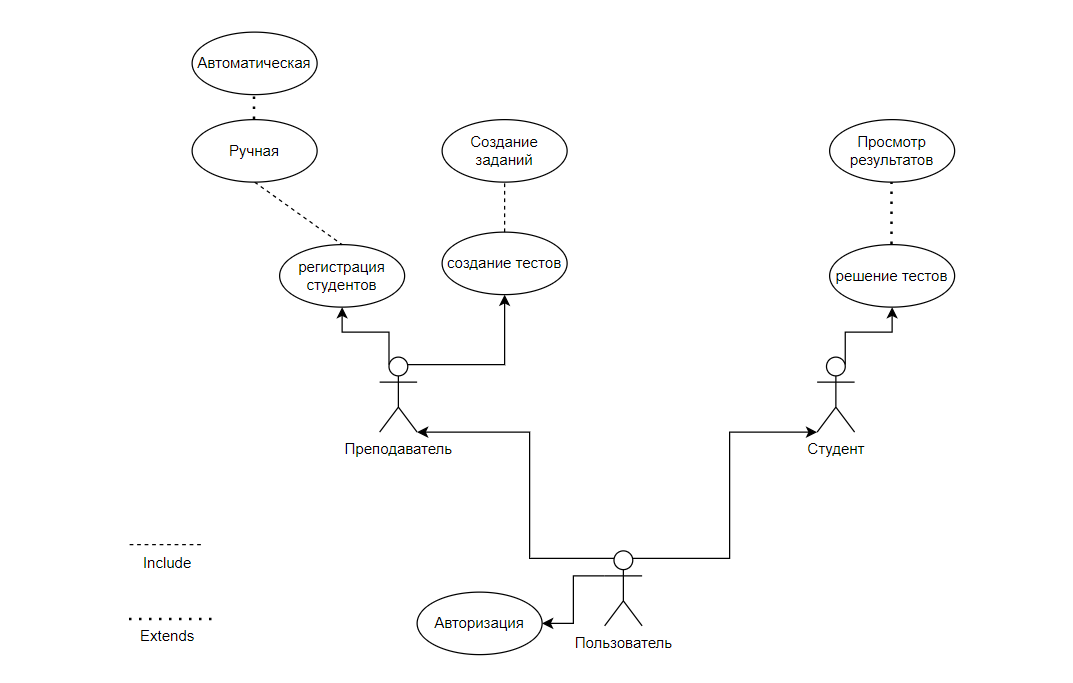 Автоматическая
Ручная
Создание
заданий
Просмотр
результатов
регистрация
студентов
создание тестов
решение тестов
Преподаватель
Студент
Include
Extends
Авторизация
Пользователь